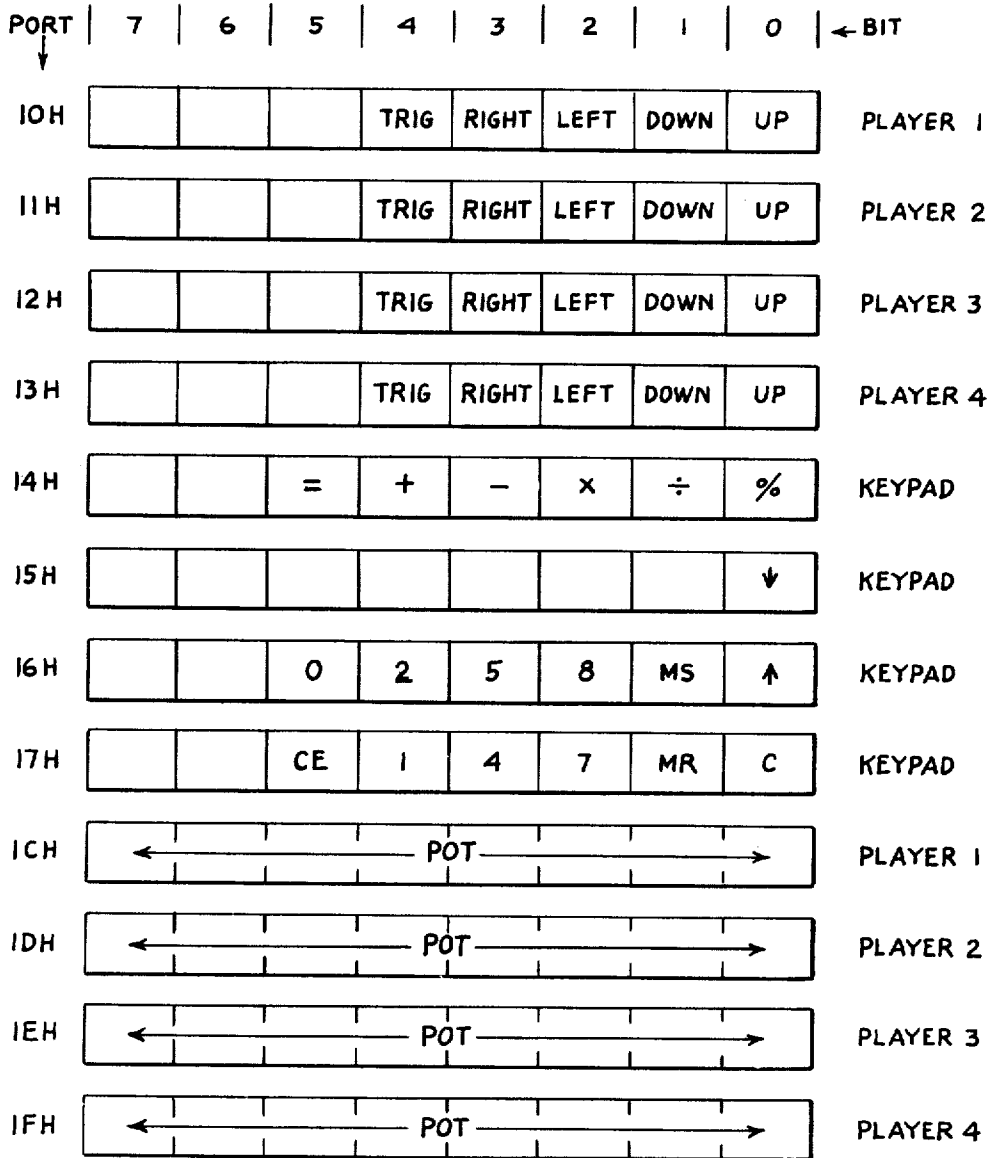 PORT 7 6 5 4 3 2 1 0 ← BIT
↓
10H TRIG RIGHT LEFT DOWN UP PLAYER 1
11H TRIG RIGHT LEFT DOWN UP PLAYER 2
12H TRIG RIGHT LEFT DOWN UP PLAYER 3
13H TRIG RIGHT LEFT DOWN UP PLAYER 4
14H = + - × ÷ % KEYPAD
15H ↓ KEYPAD
16H 0 2 5 8 MS ↑ KEYPAD
17H CE 1 4 7 MR C KEYPAD
1CH ← POT → PLAYER 1
1DH ← POT → PLAYER 2
1EH ← POT → PLAYER 3
1FH ← POT → PLAYER 4